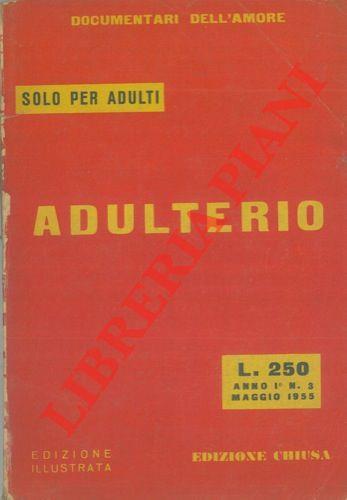 DOCUMENTARI DELL'AMORE
SOLO PER ADULTI
ADULTERIO
LIBRERIA PIANI
L. 250
ANNO I° N. 3
MAGGIO 1955
EDIZIONE
ILLUSTRATA
EDIZIONE CHIUSA